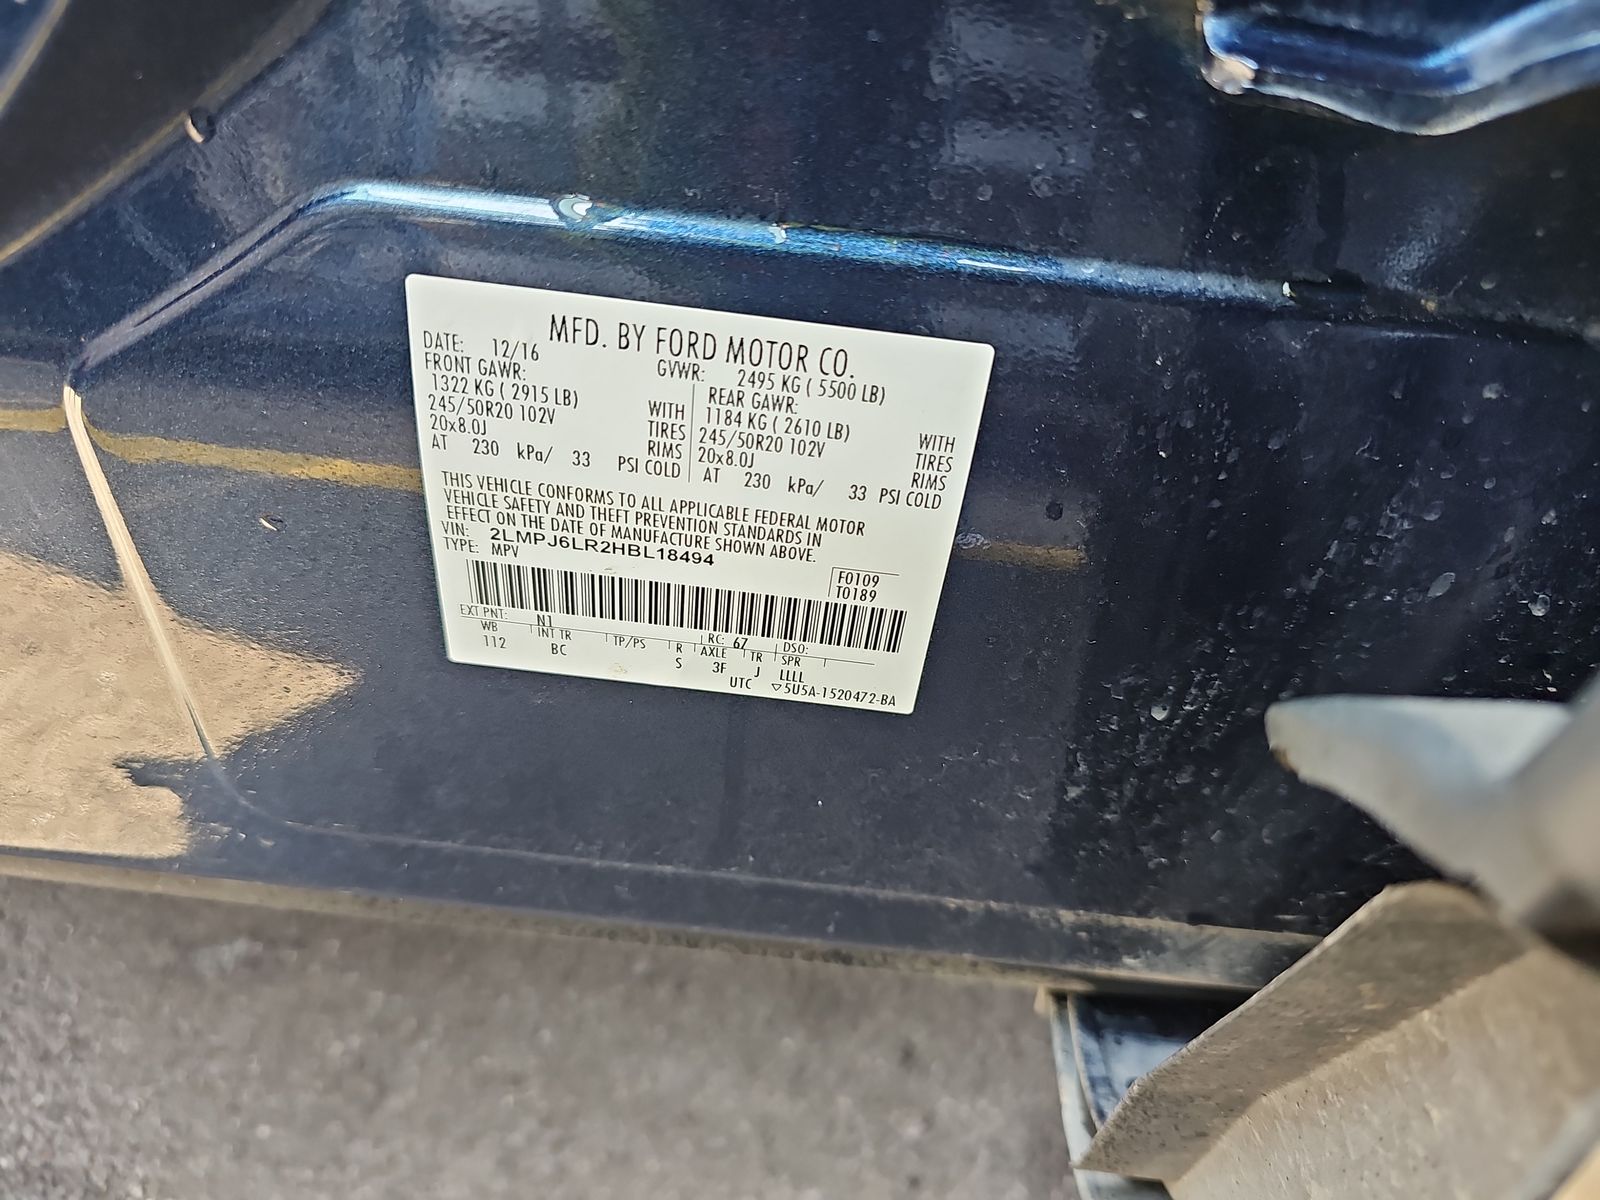 MFD. BY FORD MOTOR CO.
DATE: 12/16 GVWR: 2495 KG ( 5500 LB)
FRONT GAWR: REAR GAWR:
1322 KG ( 2915 LB) WITH 1184 KG ( 2610 LB) WITH
245/50R20 102V TIRES 245/50R20 102V TIRES
20x8.0J RIMS 20x8.0J RIMS
AT 230 kPa/ 33 PSI COLD AT 230 kPa/ 33 PSI COLD
THIS VEHICLE CONFORMS TO ALL APPLICABLE FEDERAL MOTOR
VEHICLE SAFETY AND THEFT PREVENTION STANDARDS IN
EFFECT ON THE DATE OF MANUFACTURE SHOWN ABOVE.
VIN: 2LMPJ6LR2HBL18494
TYPE: MPV
F0109
T0189
EXT PNT: N1 RC: 67 DSO:
WB INT TR TP/PS R AXLE TR SPR
112 BC S 3F J LLLL
UTC ▽5U5A-1520472-BA